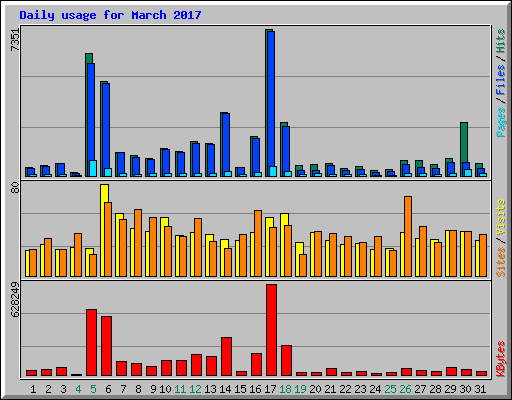 Daily usage for March 2017
7351
Pages / Files / Hits
80
Sites / Visits
628249
KBytes
1 2 3 4 5 6 7 8 9 10 11 12 13 14 15 16 17 18 19 20 21 22 23 24 25 26 27 28 29 30 31